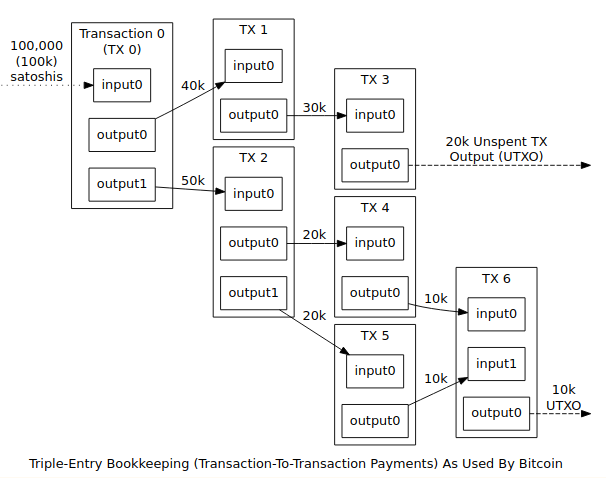 100,000
(100k)
satoshis
Transaction 0
(TX 0)
input0
output0
output1
40k
50k
TX 1
input0
output0
30k
TX 2
input0
output0
output1
20k
20k
TX 3
input0
output0
20k Unspent TX
Output (UTXO)
TX 4
input0
output0
10k
TX 5
input0
output0
10k
TX 6
input0
input1
output0
10k
UTXO
Triple-Entry Bookkeeping (Transaction-To-Transaction Payments) As Used By Bitcoin